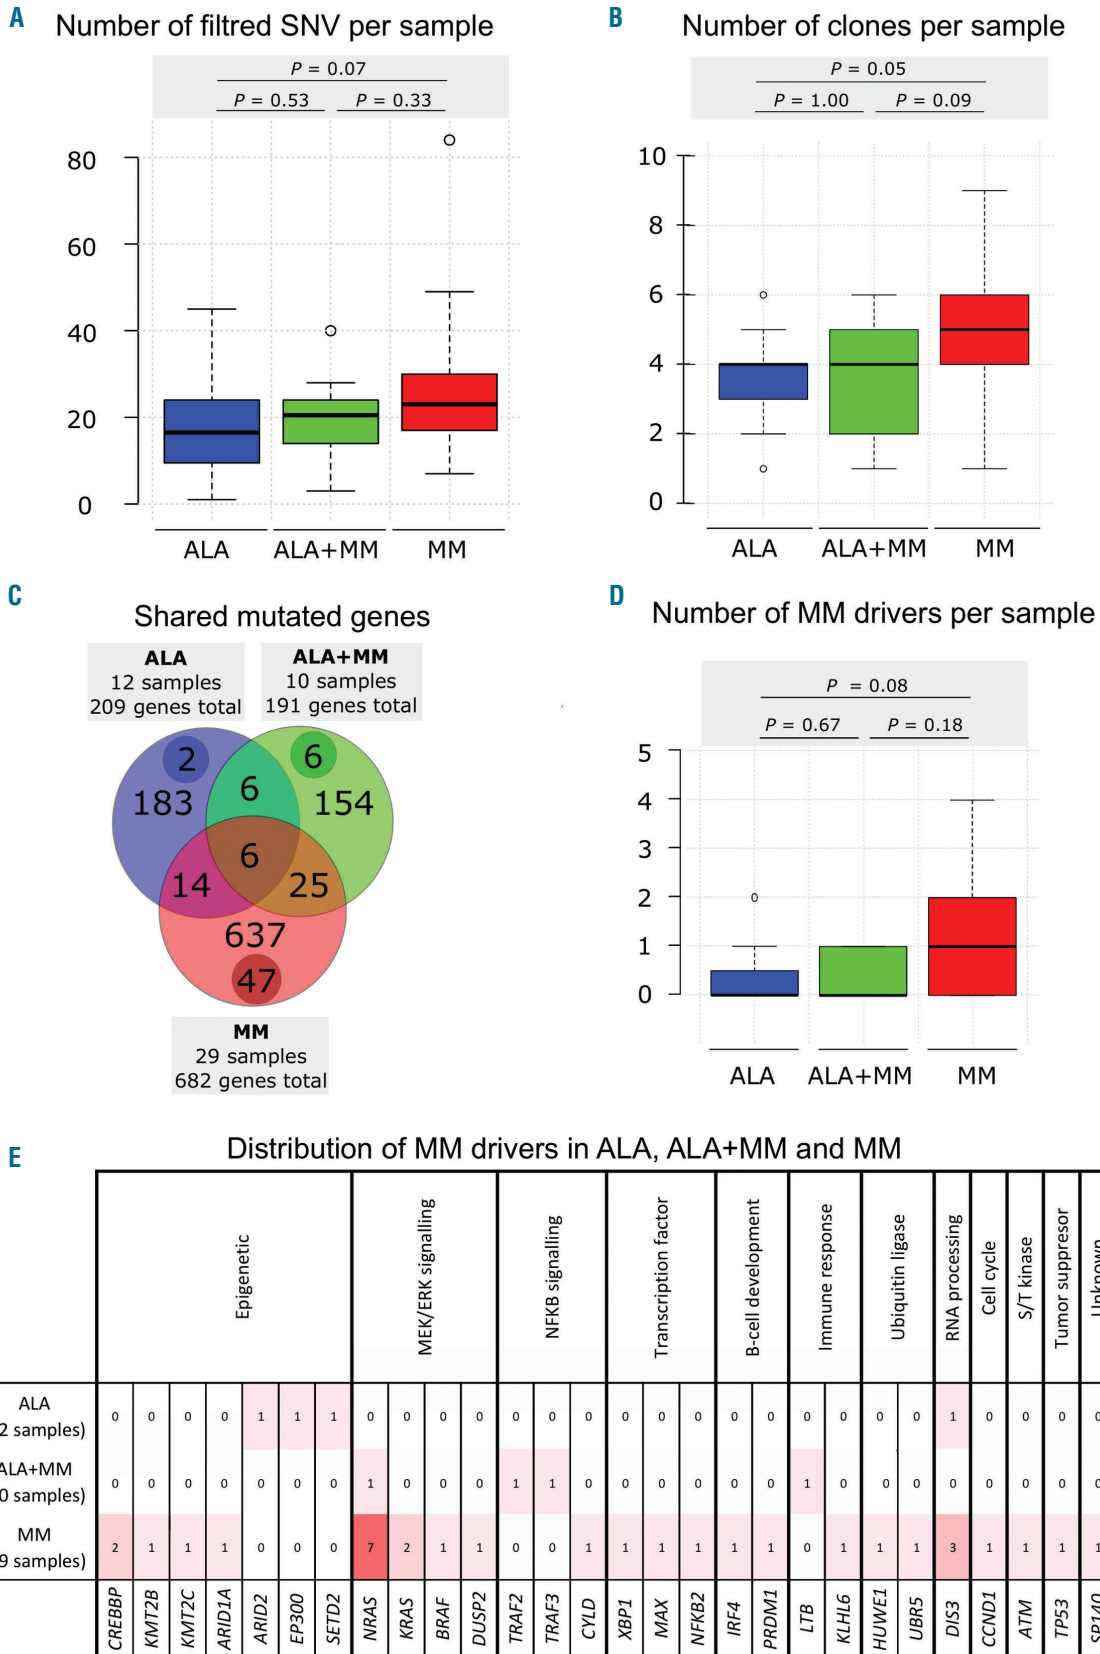 A
Number of filtred SNV per sample
P = 0.07
P = 0.53
P = 0.33
80
60
40
20
0
ALA
ALA+MM
MM
B
Number of clones per sample
P = 0.05
P = 1.00
P = 0.09
10
8
6
4
2
0
ALA
ALA+MM
MM
C
Shared mutated genes
ALA
12 samples
209 genes total
ALA+MM
10 samples
191 genes total
2
6
183
6
154
6
14
25
637
47
MM
29 samples
682 genes total
D
Number of MM drivers per sample
P = 0.08
P = 0.67
P = 0.18
5
4
3
2
1
0
ALA
ALA+MM
MM
E
Distribution of MM drivers in ALA, ALA+MM and MM
Epigenetic
MEK/ERK signalling
NFKB signalling
Transcription factor
B-cell development
Immune response
Ubiquitin ligase
RNA processing
Cell cycle
S/T kinase
Tumor suppresor
Unknown
ALA
2 samples)
0 0 0 0 1 1 1 0 0 0 0 0 0 0 0 0 0 0 0 0 0 0 0 1 0 0 0 0
ALA+MM
0 samples)
0 0 0 0 0 0 0 1 0 0 0 1 1 0 0 0 0 0 0 1 0 0 0 0 0 0 0 0
MM
9 samples)
2 1 1 1 0 0 0 7 2 1 1 0 0 1 1 1 1 1 1 0 1 1 1 3 1 1 1 1
CREBBP
KMT2B
KMT2C
ARID1A
ARID2
EP300
SETD2
NRAS
KRAS
BRAF
DUSP2
TRAF2
TRAF3
CYLD
XBP1
MAX
NFKB2
IRF4
PRDM1
LTB
KLHL6
HUWE1
UBR5
DIS3
CCND1
ATM
TP53
SP140